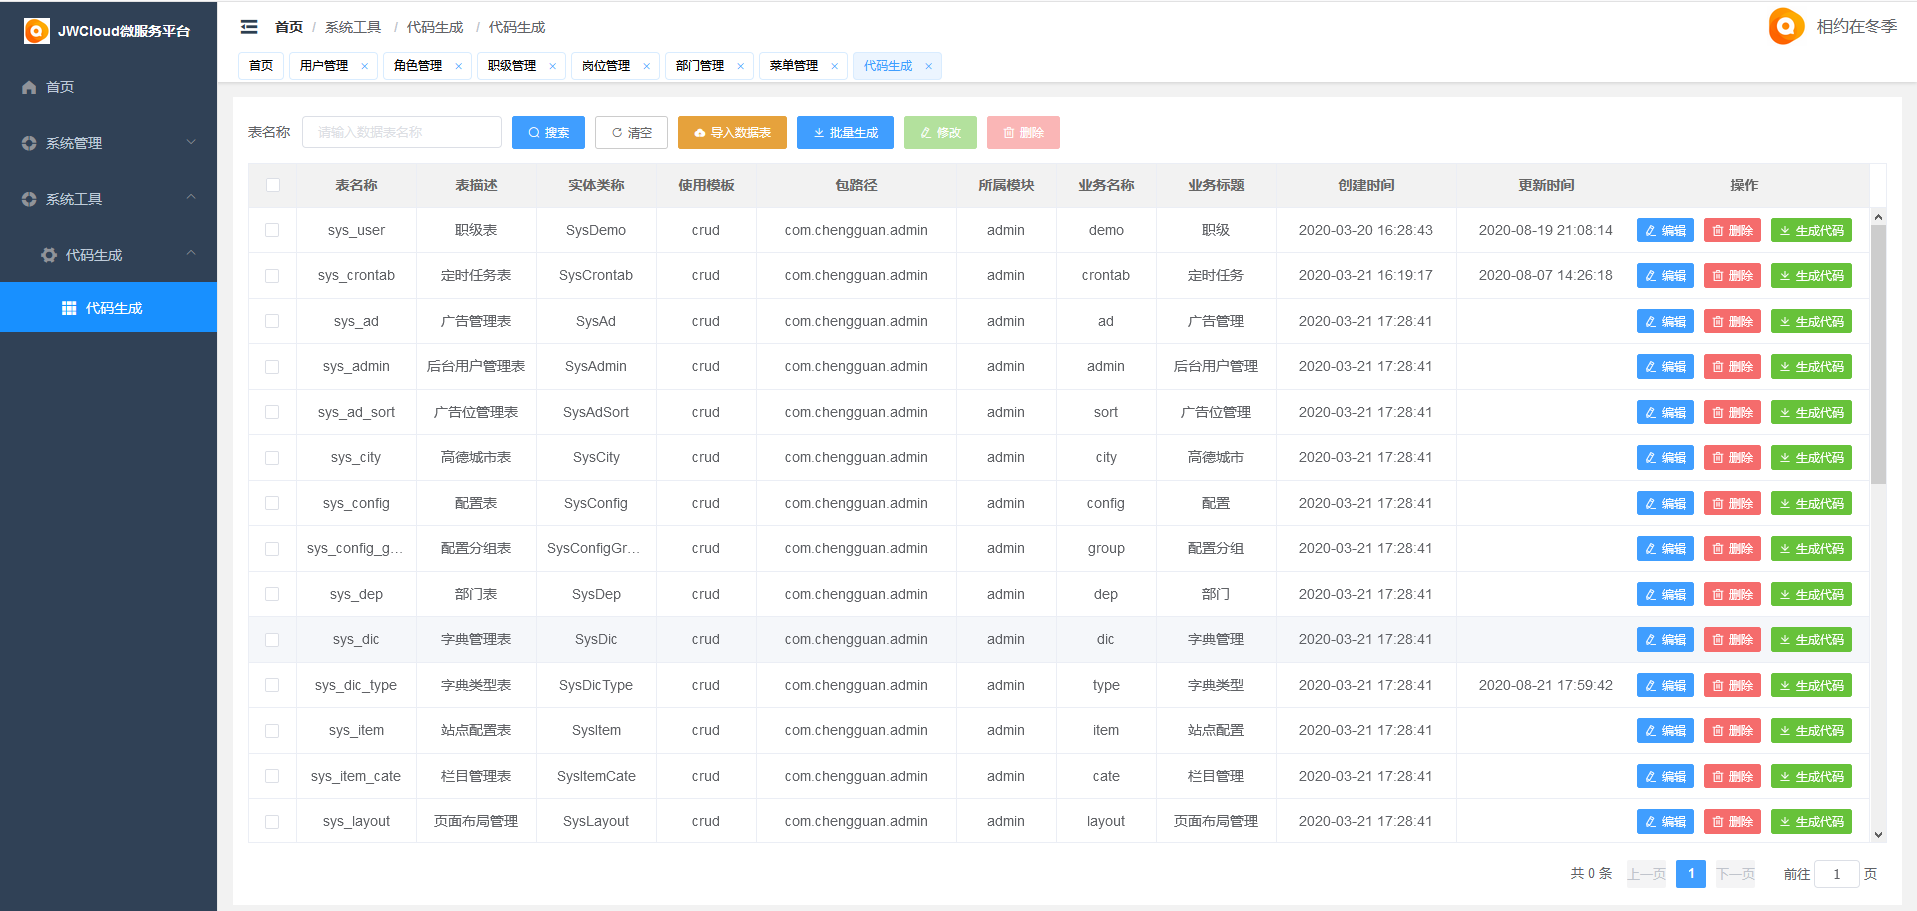 JWCloud微服务平台
首页
系统管理
系统工具
代码生成
代码生成
首页 / 系统工具 / 代码生成 / 代码生成
相约在冬季
首页 用户管理 × 角色管理 × 职级管理 × 岗位管理 × 部门管理 × 菜单管理 × 代码生成 ×
表名称 请输入数据表名称 搜索 清空 导入数据表 批量生成 修改 删除
表名称 表描述 实体类称 使用模板 包路径 所属模块 业务名称 业务标题 创建时间 更新时间 操作
sys_user 职级表 SysDemo crud com.chengguan.admin admin demo 职级 2020-03-20 16:28:43 2020-08-19 21:08:14 编辑 删除 生成代码
sys_crontab 定时任务表 SysCrontab crud com.chengguan.admin admin crontab 定时任务 2020-03-21 16:19:17 2020-08-07 14:26:18 编辑 删除 生成代码
sys_ad 广告管理表 SysAd crud com.chengguan.admin admin ad 广告管理 2020-03-21 17:28:41 编辑 删除 生成代码
sys_admin 后台用户管理表 SysAdmin crud com.chengguan.admin admin admin 后台用户管理 2020-03-21 17:28:41 编辑 删除 生成代码
sys_ad_sort 广告位管理表 SysAdSort crud com.chengguan.admin admin sort 广告位管理 2020-03-21 17:28:41 编辑 删除 生成代码
sys_city 高德城市表 SysCity crud com.chengguan.admin admin city 高德城市 2020-03-21 17:28:41 编辑 删除 生成代码
sys_config 配置表 SysConfig crud com.chengguan.admin admin config 配置 2020-03-21 17:28:41 编辑 删除 生成代码
sys_config_g... 配置分组表 SysConfigGr... crud com.chengguan.admin admin group 配置分组 2020-03-21 17:28:41 编辑 删除 生成代码
sys_dep 部门表 SysDep crud com.chengguan.admin admin dep 部门 2020-03-21 17:28:41 编辑 删除 生成代码
sys_dic 字典管理表 SysDic crud com.chengguan.admin admin dic 字典管理 2020-03-21 17:28:41 编辑 删除 生成代码
sys_dic_type 字典类型表 SysDicType crud com.chengguan.admin admin type 字典类型 2020-03-21 17:28:41 2020-08-21 17:59:42 编辑 删除 生成代码
sys_item 站点配置表 SysItem crud com.chengguan.admin admin item 站点配置 2020-03-21 17:28:41 编辑 删除 生成代码
sys_item_cate 栏目管理表 SysItemCate crud com.chengguan.admin admin cate 栏目管理 2020-03-21 17:28:41 编辑 删除 生成代码
sys_layout 页面布局管理 SysLayout crud com.chengguan.admin admin layout 页面布局管理 2020-03-21 17:28:41 编辑 删除 生成代码
共 0 条 上一页 1 下一页 前往 1 页